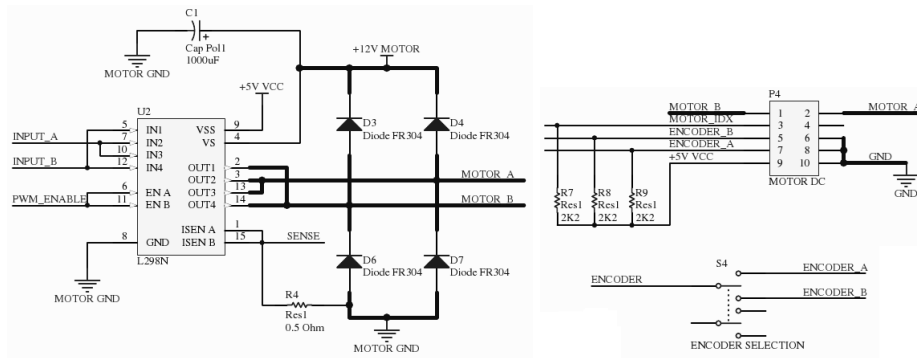 C1
Cap Pol1
1000uF
MOTOR GND
+12V MOTOR
+5V VCC
U2
D3
Diode FR304
D4
Diode FR304
INPUT_A
INPUT_B
PWM_ENABLE
5 IN1
7 IN2
10 IN3
12 IN4
6 EN A
11 EN B
8 GND
VSS 9
VS 4
OUT1 2
OUT2 3
OUT3 13
OUT4 14
ISEN A 1
ISEN B 15
L298N
MOTOR_A
MOTOR_B
SENSE
MOTOR GND
D6
Diode FR304
D7
Diode FR304
R4
Res1
0.5 Ohm
MOTOR GND
P4
MOTOR_B
MOTOR_IDX
ENCODER_B
ENCODER_A
+5V VCC
1 2
3 4
5 6
7 8
9 10
MOTOR DC
MOTOR_A
GND
GND
R7
Res1
2K2
R8
Res1
2K2
R9
Res1
2K2
S4
ENCODER
ENCODER_A
ENCODER_B
ENCODER SELECTION